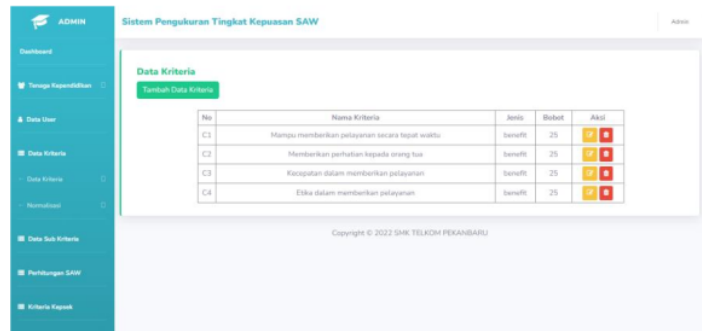 ADMIN
Sistem Pengukuran Tingkat Kepuasan SAW
Admin
Dashboard
Tenaga Kependidikan
Data User
Data Kriteria
- Data Kriteria
- Normalisasi
Data Sub Kriteria
Perhitungan SAW
Kriteria Kepsek
Data Kriteria
Tambah Data Kriteria
No Nama Kriteria Jenis Bobot Aksi
C1 Mampu memberikan pelayanan secara tepat waktu benefit 25
C2 Memberikan perhatian kepada orang tua benefit 25
C3 Kecepatan dalam memberikan pelayanan benefit 25
C4 Etika dalam memberikan pelayanan benefit 25
Copyright © 2022 SMK TELKOM PEKANBARU